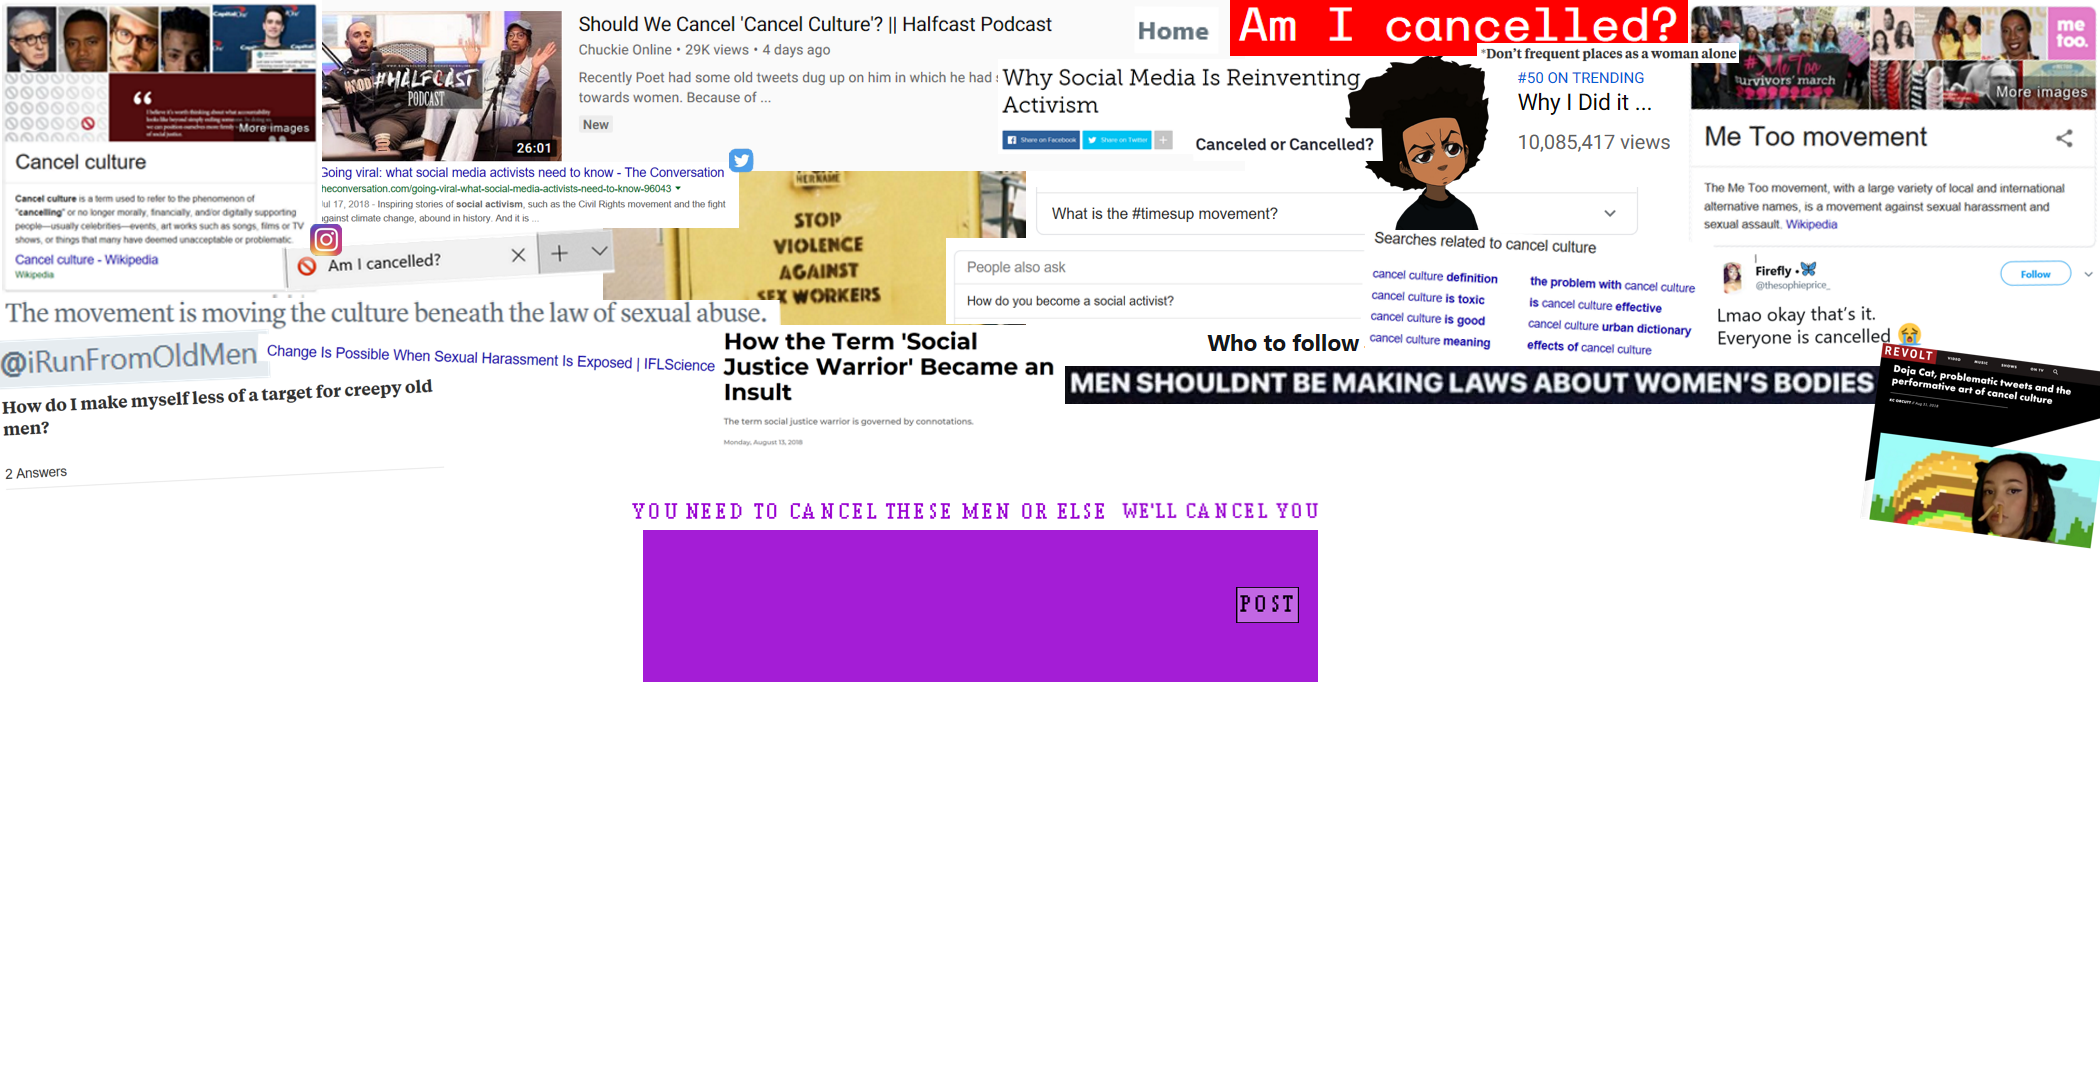 More images
Cancel culture
Cancel culture is a term used to refer to the phenomenon of
"cancelling" or no longer morally, financially, and/or digitally supporting
people—usually celebrities—events, art works such as songs, films or TV
shows, or things that many have deemed unacceptable or problematic.
Cancel culture - Wikipedia
Wikipedia
#HALFCAST
PODCAST
26:01
Should We Cancel 'Cancel Culture'? || Halfcast Podcast
Chuckie Online • 29K views • 4 days ago
Recently Poet had some old tweets dug up on him in which he had
towards women. Because of ...
New
Home
Am I cancelled?
*Don't frequent places as a woman alone
Why Social Media Is Reinventing
Activism
Share on Facebook
Share on Twitter
Canceled or Cancelled?
#50 ON TRENDING
Why I Did it ...
10,085,417 views
# Me Too
survivors' march
me
too.
More images
Me Too movement
The Me Too movement, with a large variety of local and international
alternative names, is a movement against sexual harassment and
sexual assault. Wikipedia
Going viral: what social media activists need to know - The Conversation
theconversation.com/going-viral-what-social-media-activists-need-to-know-96043
Jul 17, 2018 - Inspiring stories of social activism, such as the Civil Rights movement and the fight
against climate change, abound in history. And it is ...
Am I cancelled?
HERNAME
STOP
VIOLENCE
AGAINST
SEX WORKERS
What is the #timesup movement?
People also ask
How do you become a social activist?
Searches related to cancel culture
cancel culture definition
cancel culture is toxic
cancel culture is good
cancel culture meaning
the problem with cancel culture
is cancel culture effective
cancel culture urban dictionary
effects of cancel culture
Firefly •🦋
@thesophieprice_
Follow
Lmao okay that's it.
Everyone is cancelled 😭
The movement is moving the culture beneath the law of sexual abuse.
@iRunFromOldMen
Change Is Possible When Sexual Harassment Is Exposed | IFLScience
How do I make myself less of a target for creepy old
men?
2 Answers
How the Term 'Social
Justice Warrior' Became an
Insult
The term social justice warrior is governed by connotations.
Monday, August 13, 2018
Who to follow
MEN SHOULDNT BE MAKING LAWS ABOUT WOMEN'S BODIES
REVOLT
VIDEO
MUSIC
SHOWS
ON TV
Doja Cat, problematic tweets and the
performative art of cancel culture
YOU NEED TO CANCEL THESE MEN OR ELSE WE'LL CANCEL YOU
POST